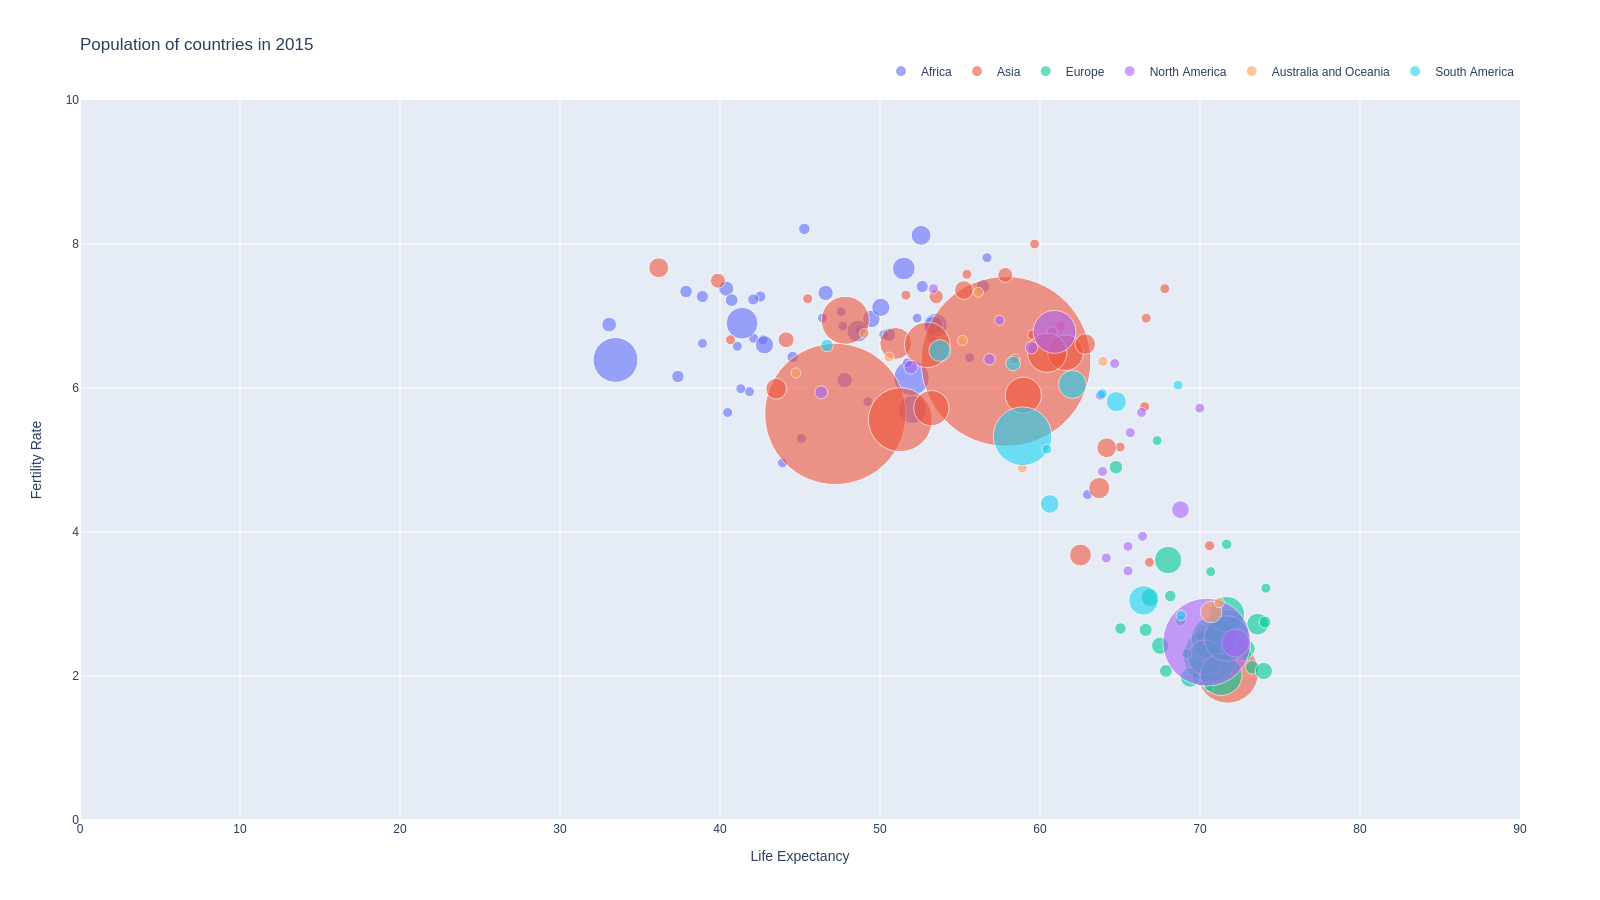 Population of countries in 2015
Africa Asia Europe North America Australia and Oceania South America
10
8
6
4
2
0
Fertility Rate
0 10 20 30 40 50 60 70 80 90
Life Expectancy